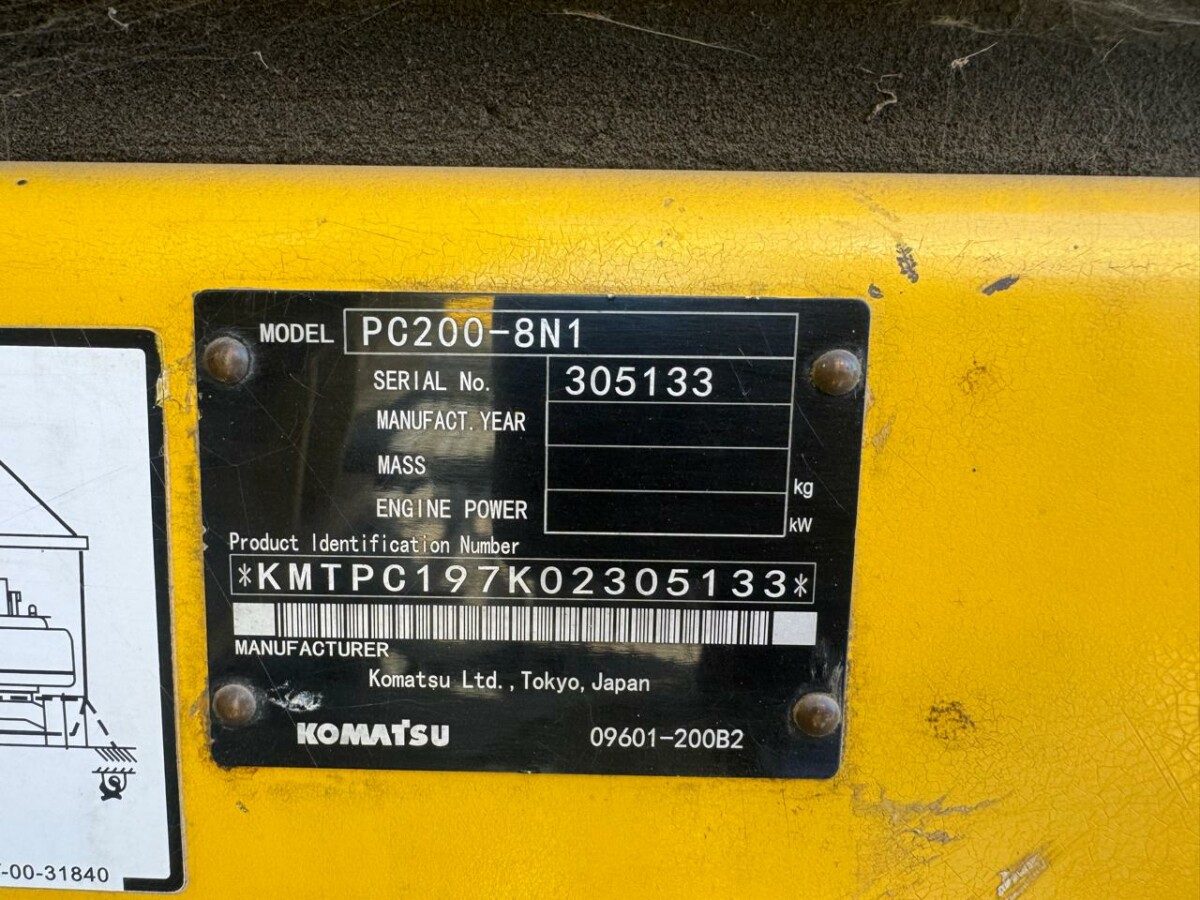 MODEL PC200-8N1
SERIAL No. 305133
MANUFACT. YEAR
MASS
kg
ENGINE POWER
kW
Product Identification Number
*KMTPC197K02305133*
MANUFACTURER
Komatsu Ltd., Tokyo, Japan
KOMATSU 09601-200B2
-00-31840